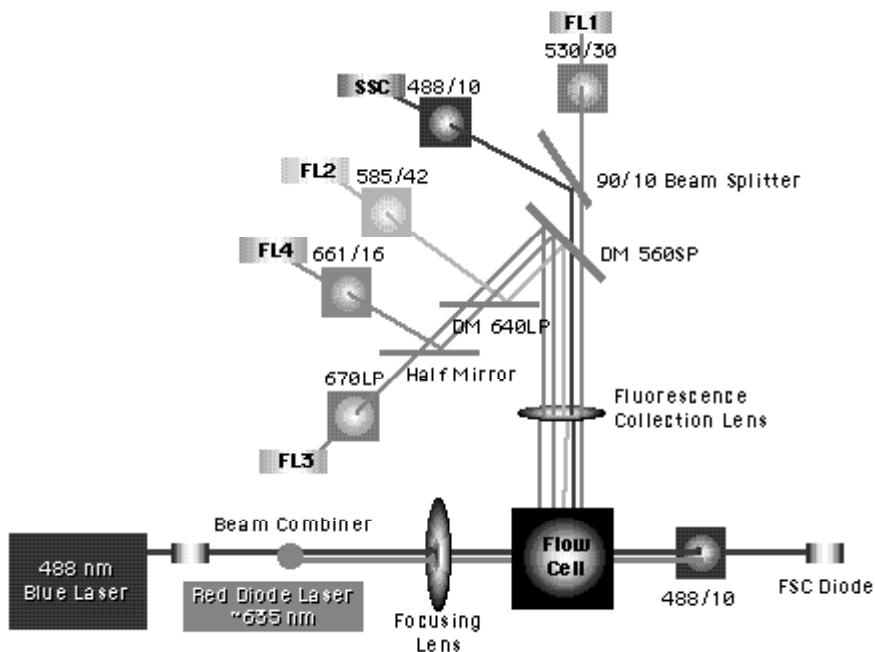 FL1
530/30
SSC
488/10
FL2
585/42
90/10 Beam Splitter
FL4
661/16
DM 560SP
DM 640LP
670LP
Half Mirror
Fluorescence
Collection Lens
FL3
Beam Combiner
488 nm
Blue Laser
Red Diode Laser
~635 nm
Focusing
Lens
Flow
Cell
488/10
FSC Diode